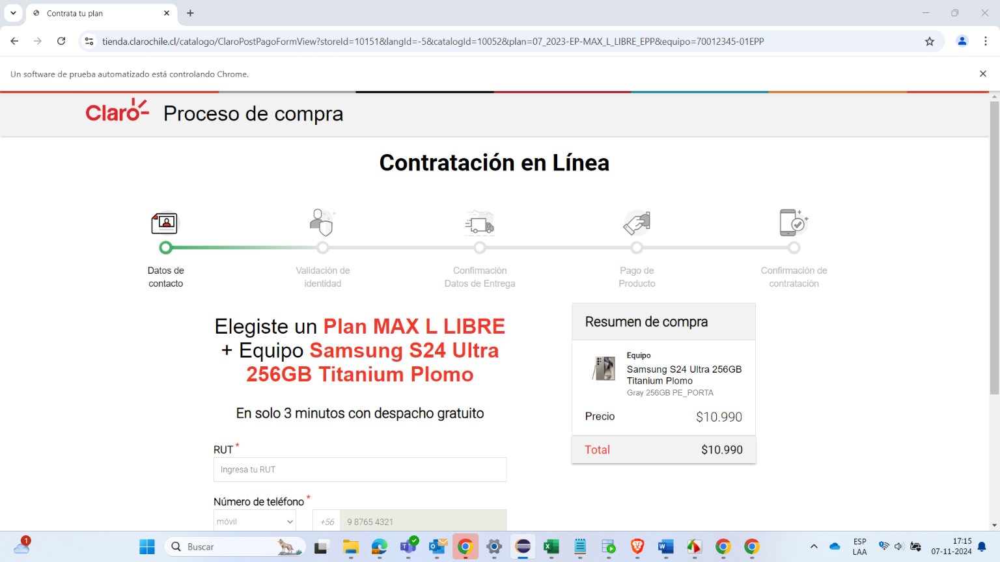 Contrata tu plan
tienda.clarochile.cl/catalogo/ClaroPostPagoFormView?storeId=10151&langId=-5&catalogId=10052&plan=07_2023-EP-MAX_L_LIBRE_EPP&equipo=70012345-01EPP
Un software de prueba automatizado está controlando Chrome.
Claro
Proceso de compra
Contratación en Línea
Datos de
contacto
Validación de
identidad
Confirmación
Datos de Entrega
Pago de
Producto
Confirmación de
contratación
Elegiste un Plan MAX L LIBRE
+ Equipo Samsung S24 Ultra
256GB Titanium Plomo
En solo 3 minutos con despacho gratuito
RUT *
Ingresa tu RUT
Número de teléfono *
móvil
+56
9 8765 4321
Resumen de compra
Equipo
Samsung S24 Ultra 256GB
Titanium Plomo
Gray 256GB PE_PORTA
Precio $10.990
Total $10.990
1
Buscar
ESP
LAA
17:15
07-11-2024